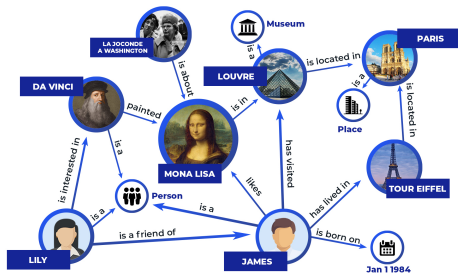 Museum
LA JOCONDE
A WASHINGTON
PARIS
is a
is located in
LOUVRE
is about
is a
DA VINCI
painted
is in
Place
is located in
MONA LISA
is interested in
is a
has visited
Person
likes
has lived in
TOUR EIFFEL
is a
is a
is a friend of
is born on
LILY
JAMES
Jan 1 1984